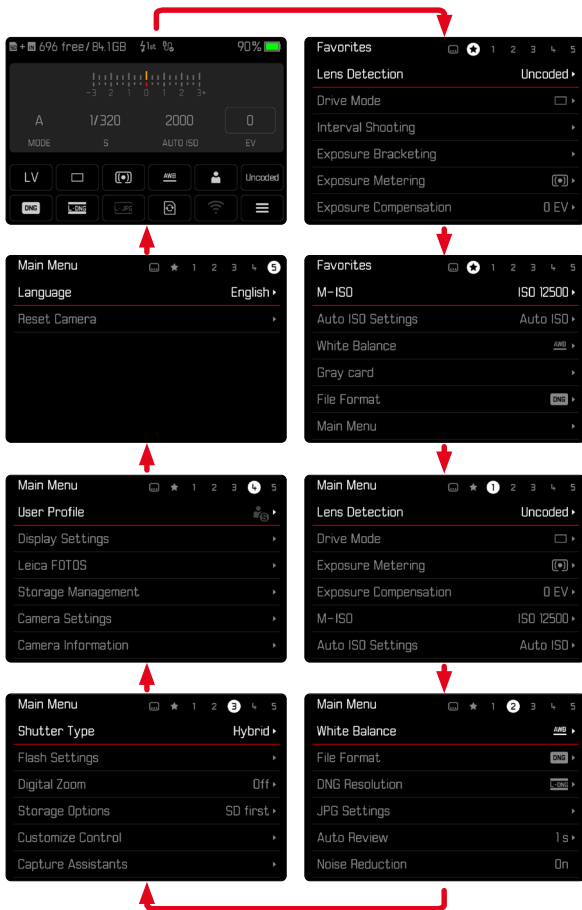 696 free/84.1GB 1st 90%
-3 2 1 0 1 2 3+
A 1/320 2000 0
MODE S AUTO ISO EV
LV AWB Uncoded
DNG L-DNG L-JPG
Favorites 1 2 3 4 5
Lens Detection Uncoded
Drive Mode
Interval Shooting
Exposure Bracketing
Exposure Metering
Exposure Compensation 0 EV
Main Menu 1 2 3 4 5
Language English
Reset Camera
Favorites 1 2 3 4 5
M-ISO ISO 12500
Auto ISO Settings Auto ISO
White Balance AWB
Gray card
File Format DNG
Main Menu
Main Menu 1 2 3 4 5
User Profile
Display Settings
Leica FOTOS
Storage Management
Camera Settings
Camera Information
Main Menu 1 2 3 4 5
Lens Detection Uncoded
Drive Mode
Exposure Metering
Exposure Compensation 0 EV
M-ISO ISO 12500
Auto ISO Settings Auto ISO
Main Menu 1 2 3 4 5
Shutter Type Hybrid
Flash Settings
Digital Zoom Off
Storage Options SD first
Customize Control
Capture Assistants
Main Menu 1 2 3 4 5
White Balance AWB
File Format DNG
DNG Resolution L-DNG
JPG Settings
Auto Review 1 s
Noise Reduction On